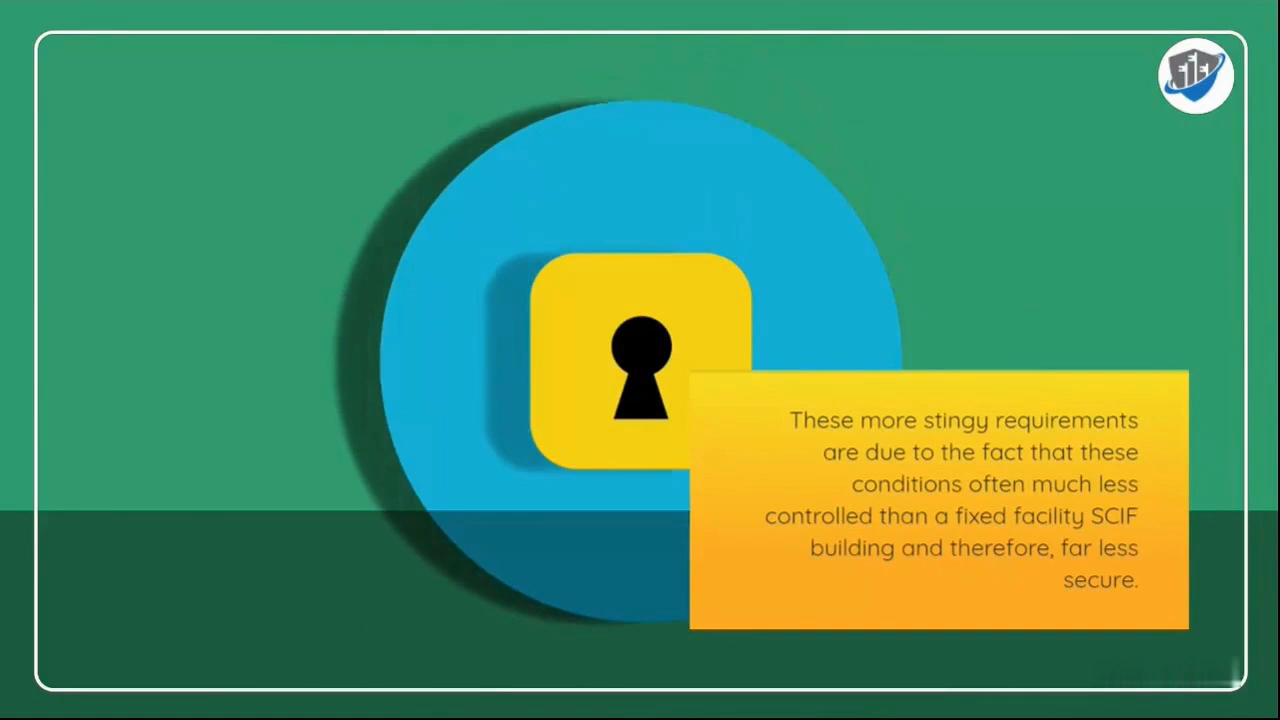 These more stingy requirements
are due to the fact that these
conditions often much less
controlled than a fixed facility SCIF
building and therefore, far less
secure.